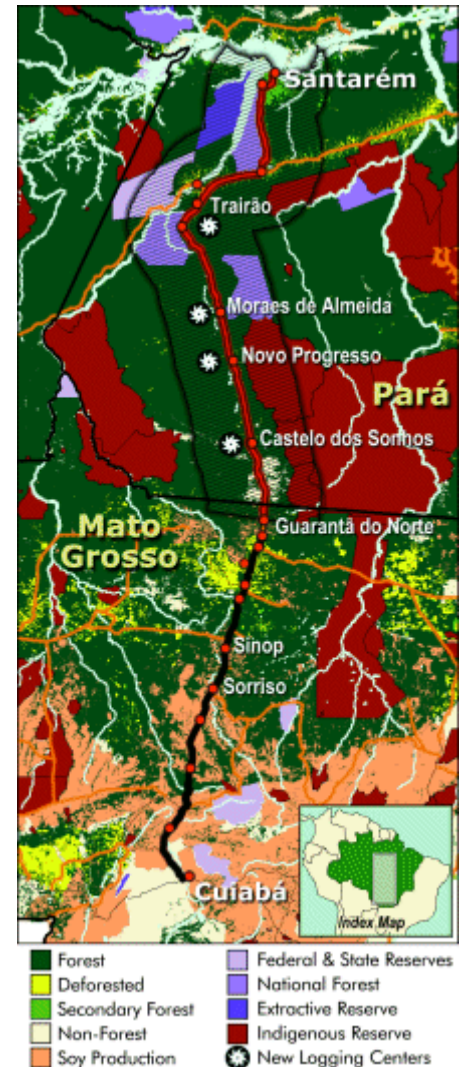 Santarém
Trairão
Moraes de Almeida
Novo Progresso
Pará
Castelo dos Sonhos
Mato
Grosso
Guarantã do Norte
Sinop
Sorriso
Cuiabá
Index Map
Forest
Deforested
Secondary Forest
Non-Forest
Soy Production
Federal & State Reserves
National Forest
Extractive Reserve
Indigenous Reserve
New Logging Centers